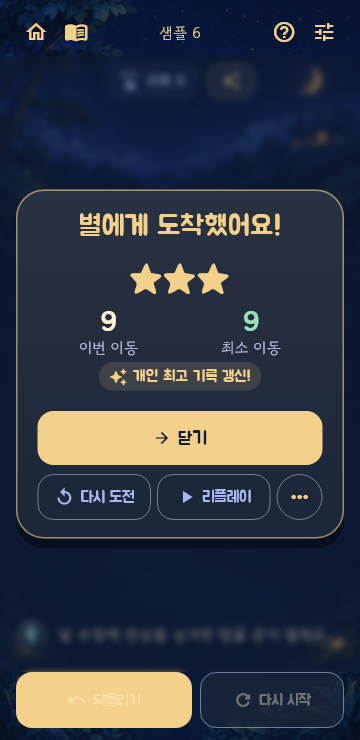 샘플 6
별에게 도착했어요!
9
이번 이동
9
최소 이동
개인 최고 기록 갱신!
닫기
다시 도전
리플레이
되돌리기
다시 시작